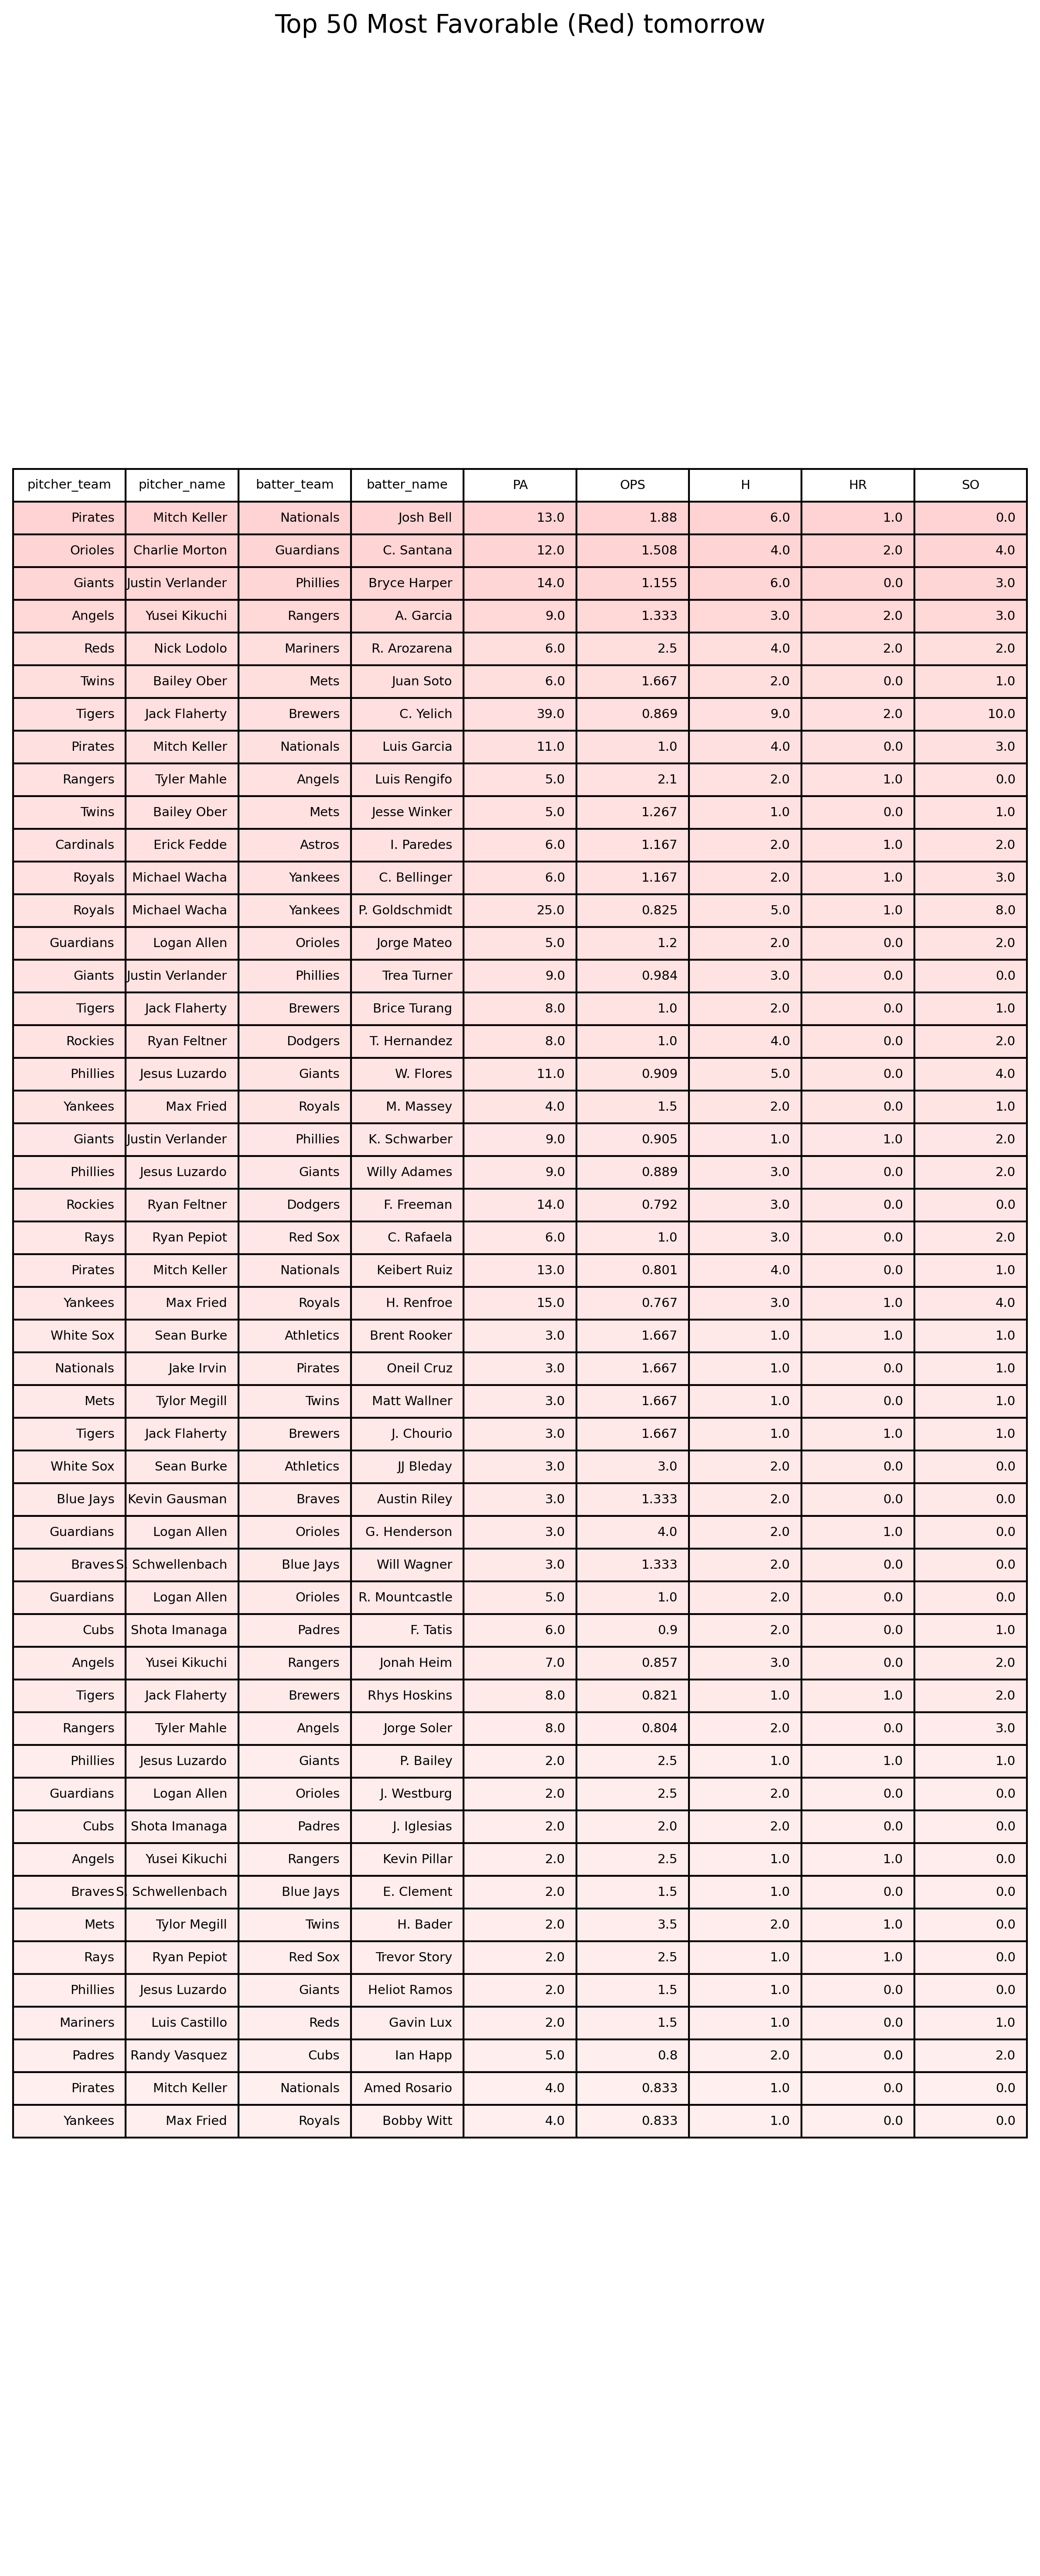 Top 50 Most Favorable (Red) tomorrow
pitcher_team pitcher_name batter_team batter_name PA OPS H HR SO
Pirates Mitch Keller Nationals Josh Bell 13.0 1.88 6.0 1.0 0.0
Orioles Charlie Morton Guardians C. Santana 12.0 1.508 4.0 2.0 4.0
Giants Justin Verlander Phillies Bryce Harper 14.0 1.155 6.0 0.0 3.0
Angels Yusei Kikuchi Rangers A. Garcia 9.0 1.333 3.0 2.0 3.0
Reds Nick Lodolo Mariners R. Arozarena 6.0 2.5 4.0 2.0 2.0
Twins Bailey Ober Mets Juan Soto 6.0 1.667 2.0 0.0 1.0
Tigers Jack Flaherty Brewers C. Yelich 39.0 0.869 9.0 2.0 10.0
Pirates Mitch Keller Nationals Luis Garcia 11.0 1.0 4.0 0.0 3.0
Rangers Tyler Mahle Angels Luis Rengifo 5.0 2.1 2.0 1.0 0.0
Twins Bailey Ober Mets Jesse Winker 5.0 1.267 1.0 0.0 1.0
Cardinals Erick Fedde Astros I. Paredes 6.0 1.167 2.0 1.0 2.0
Royals Michael Wacha Yankees C. Bellinger 6.0 1.167 2.0 1.0 3.0
Royals Michael Wacha Yankees P. Goldschmidt 25.0 0.825 5.0 1.0 8.0
Guardians Logan Allen Orioles Jorge Mateo 5.0 1.2 2.0 0.0 2.0
Giants Justin Verlander Phillies Trea Turner 9.0 0.984 3.0 0.0 0.0
Tigers Jack Flaherty Brewers Brice Turang 8.0 1.0 2.0 0.0 1.0
Rockies Ryan Feltner Dodgers T. Hernandez 8.0 1.0 4.0 0.0 2.0
Phillies Jesus Luzardo Giants W. Flores 11.0 0.909 5.0 0.0 4.0
Yankees Max Fried Royals M. Massey 4.0 1.5 2.0 0.0 1.0
Giants Justin Verlander Phillies K. Schwarber 9.0 0.905 1.0 1.0 2.0
Phillies Jesus Luzardo Giants Willy Adames 9.0 0.889 3.0 0.0 2.0
Rockies Ryan Feltner Dodgers F. Freeman 14.0 0.792 3.0 0.0 0.0
Rays Ryan Pepiot Red Sox C. Rafaela 6.0 1.0 3.0 0.0 2.0
Pirates Mitch Keller Nationals Keibert Ruiz 13.0 0.801 4.0 0.0 1.0
Yankees Max Fried Royals H. Renfroe 15.0 0.767 3.0 1.0 4.0
White Sox Sean Burke Athletics Brent Rooker 3.0 1.667 1.0 1.0 1.0
Nationals Jake Irvin Pirates Oneil Cruz 3.0 1.667 1.0 0.0 1.0
Mets Tylor Megill Twins Matt Wallner 3.0 1.667 1.0 0.0 1.0
Tigers Jack Flaherty Brewers J. Chourio 3.0 1.667 1.0 1.0 1.0
White Sox Sean Burke Athletics JJ Bleday 3.0 3.0 2.0 0.0 0.0
Blue Jays Kevin Gausman Braves Austin Riley 3.0 1.333 2.0 0.0 0.0
Guardians Logan Allen Orioles G. Henderson 3.0 4.0 2.0 1.0 0.0
Braves S. Schwellenbach Blue Jays Will Wagner 3.0 1.333 2.0 0.0 0.0
Guardians Logan Allen Orioles R. Mountcastle 5.0 1.0 2.0 0.0 0.0
Cubs Shota Imanaga Padres F. Tatis 6.0 0.9 2.0 0.0 1.0
Angels Yusei Kikuchi Rangers Jonah Heim 7.0 0.857 3.0 0.0 2.0
Tigers Jack Flaherty Brewers Rhys Hoskins 8.0 0.821 1.0 1.0 2.0
Rangers Tyler Mahle Angels Jorge Soler 8.0 0.804 2.0 0.0 3.0
Phillies Jesus Luzardo Giants P. Bailey 2.0 2.5 1.0 1.0 1.0
Guardians Logan Allen Orioles J. Westburg 2.0 2.5 2.0 0.0 0.0
Cubs Shota Imanaga Padres J. Iglesias 2.0 2.0 2.0 0.0 0.0
Angels Yusei Kikuchi Rangers Kevin Pillar 2.0 2.5 1.0 1.0 0.0
Braves S. Schwellenbach Blue Jays E. Clement 2.0 1.5 1.0 0.0 0.0
Mets Tylor Megill Twins H. Bader 2.0 3.5 2.0 1.0 0.0
Rays Ryan Pepiot Red Sox Trevor Story 2.0 2.5 1.0 1.0 0.0
Phillies Jesus Luzardo Giants Heliot Ramos 2.0 1.5 1.0 0.0 0.0
Mariners Luis Castillo Reds Gavin Lux 2.0 1.5 1.0 0.0 1.0
Padres Randy Vasquez Cubs Ian Happ 5.0 0.8 2.0 0.0 2.0
Pirates Mitch Keller Nationals Amed Rosario 4.0 0.833 1.0 0.0 0.0
Yankees Max Fried Royals Bobby Witt 4.0 0.833 1.0 0.0 0.0